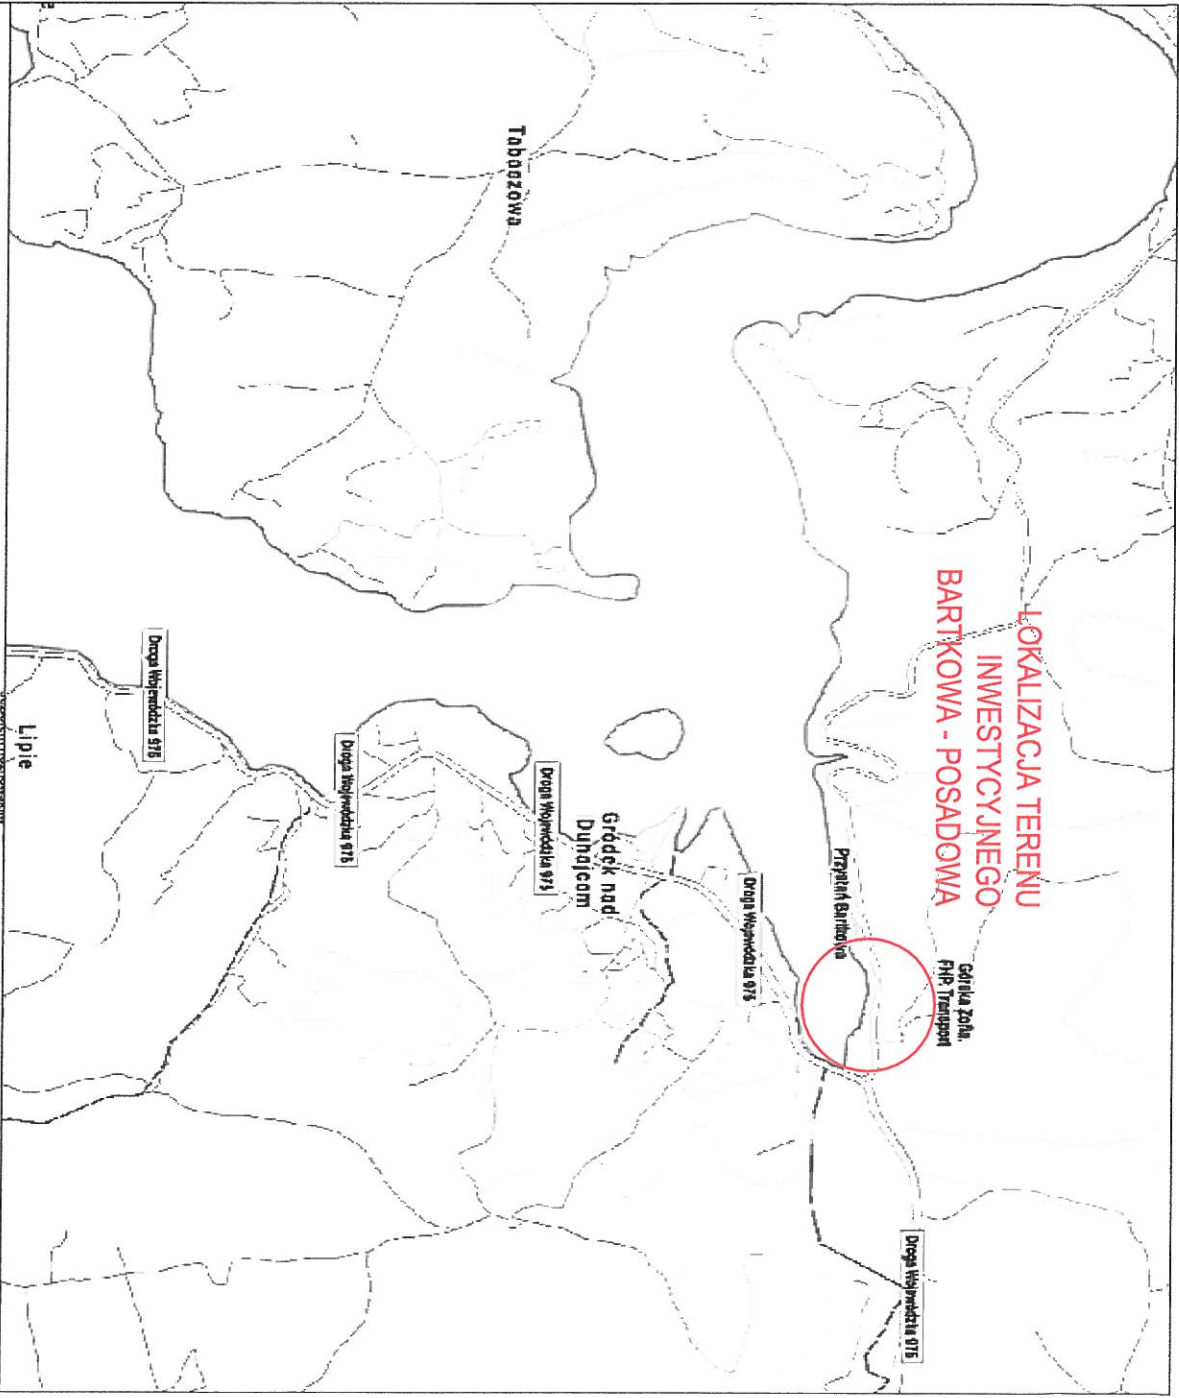 LOKALIZACJA TERENU
INWESTYCYJNEGO
BARTKOWA - POSADOWA
Górska Zofia.
FHP. Transport
Przystań Bartkowa
Droga Wojewódzka 975
Droga Wojewódzka 975
Gródek nad
Dunajcem
Droga Wojewódzka 975
Droga Wojewódzka 975
Droga Wojewódzka 975
Tabaszowa
Lipie